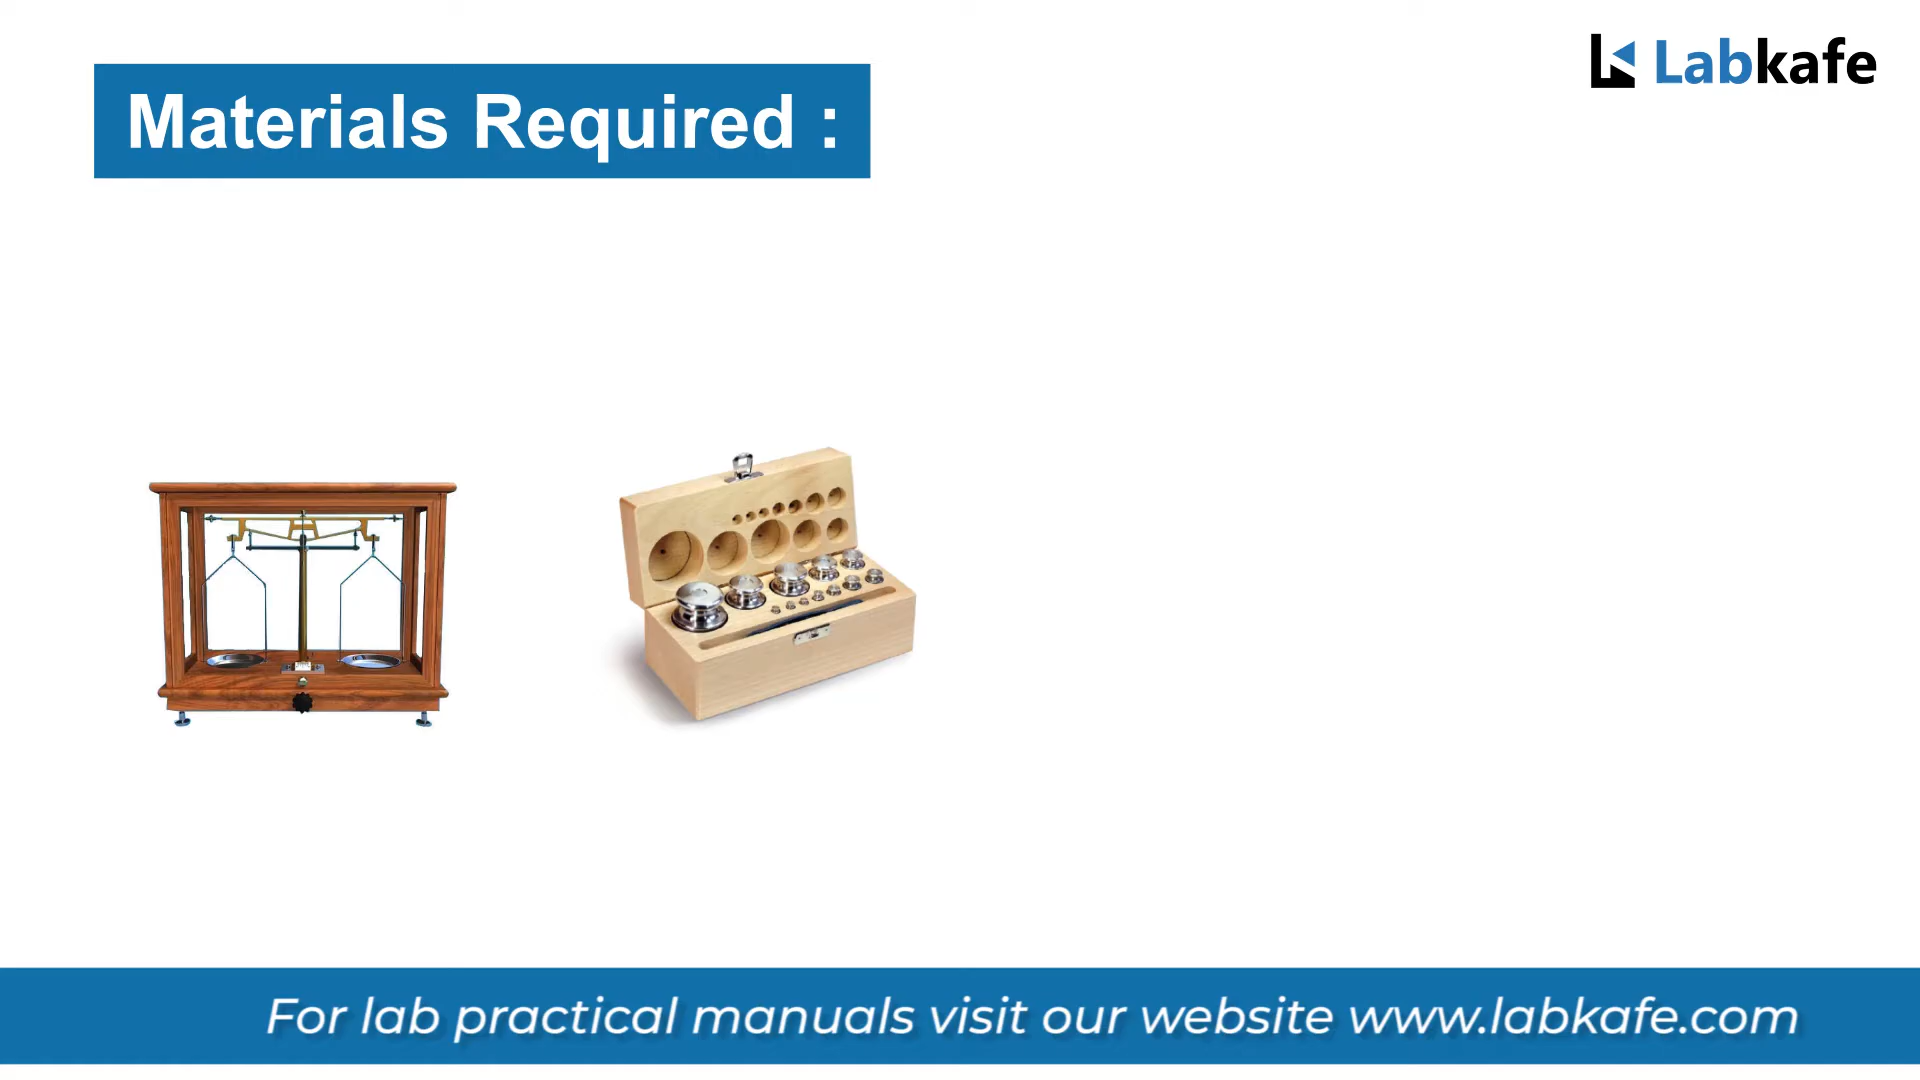 Labkafe
Materials Required :
For lab practical manuals visit our website www.labkafe.com